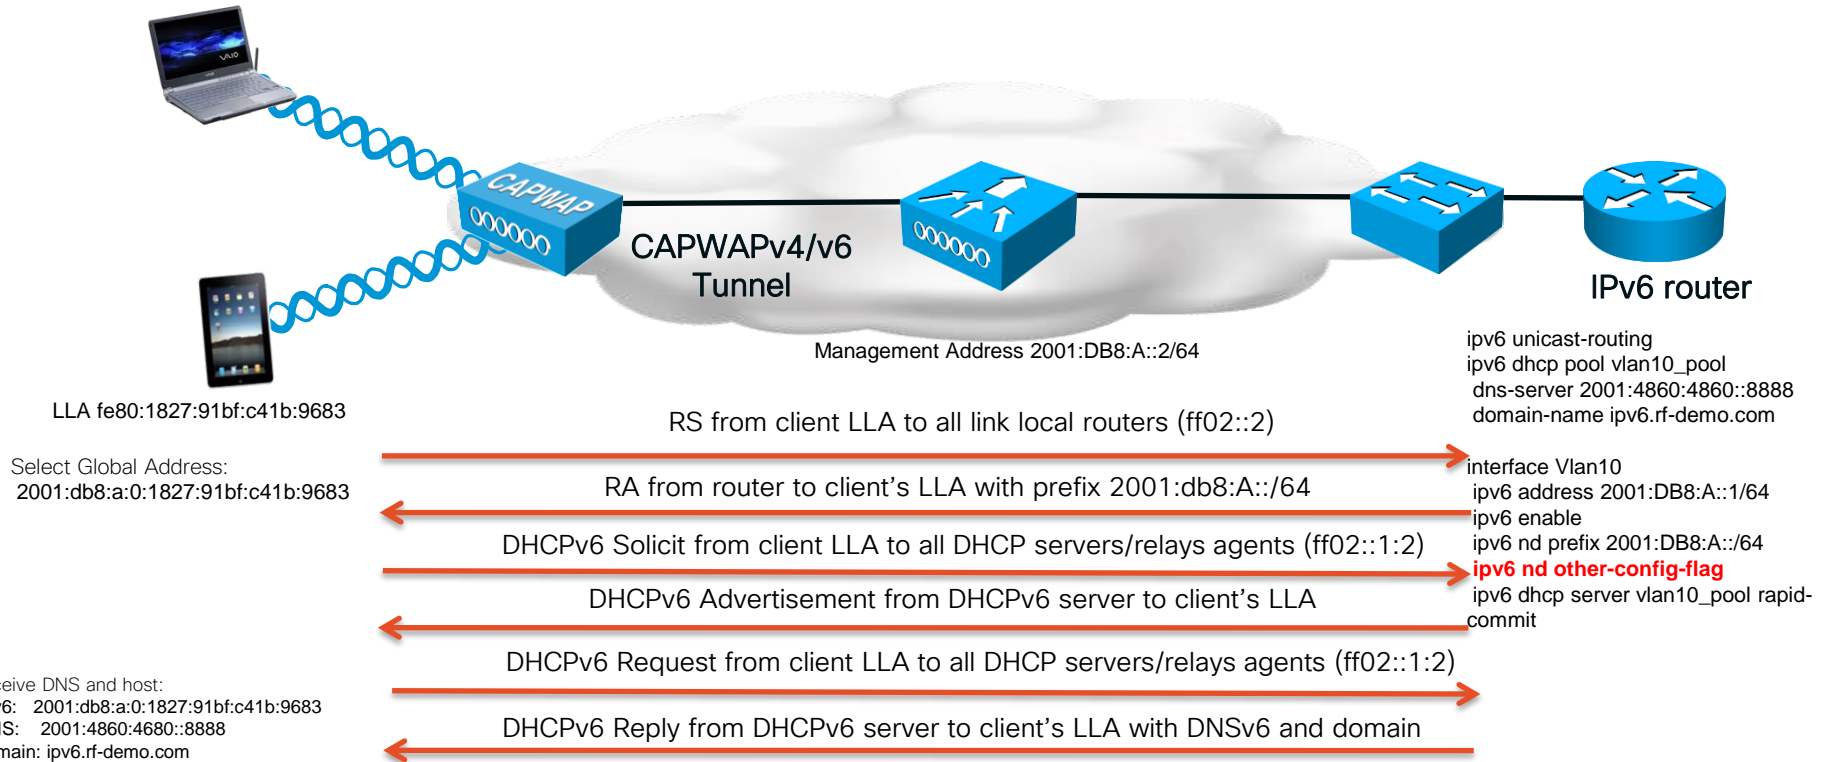 VAIO
CAPWAP
CAPWAPv4/v6
Tunnel
IPv6 router
Management Address 2001:DB8:A::2/64
ipv6 unicast-routing
ipv6 dhcp pool vlan10_pool
dns-server 2001:4860:4860::8888
domain-name ipv6.rf-demo.com
LLA fe80:1827:91bf:c41b:9683
RS from client LLA to all link local routers (ff02::2)
Select Global Address:
2001:db8:a:0:1827:91bf:c41b:9683
interface Vlan10
ipv6 address 2001:DB8:A::1/64
ipv6 enable
ipv6 nd prefix 2001:DB8:A::/64
ipv6 nd other-config-flag
ipv6 dhcp server vlan10_pool rapid-
commit
RA from router to client's LLA with prefix 2001:db8:A::/64
DHCPv6 Solicit from client LLA to all DHCP servers/relays agents (ff02::1:2)
DHCPv6 Advertisement from DHCPv6 server to client's LLA
DHCPv6 Request from client LLA to all DHCP servers/relays agents (ff02::1:2)
DHCPv6 Reply from DHCPv6 server to client's LLA with DNSv6 and domain
ceive DNS and host:
v6: 2001:db8:a:0:1827:91bf:c41b:9683
NS: 2001:4860:4680::8888
main: ipv6.rf-demo.com